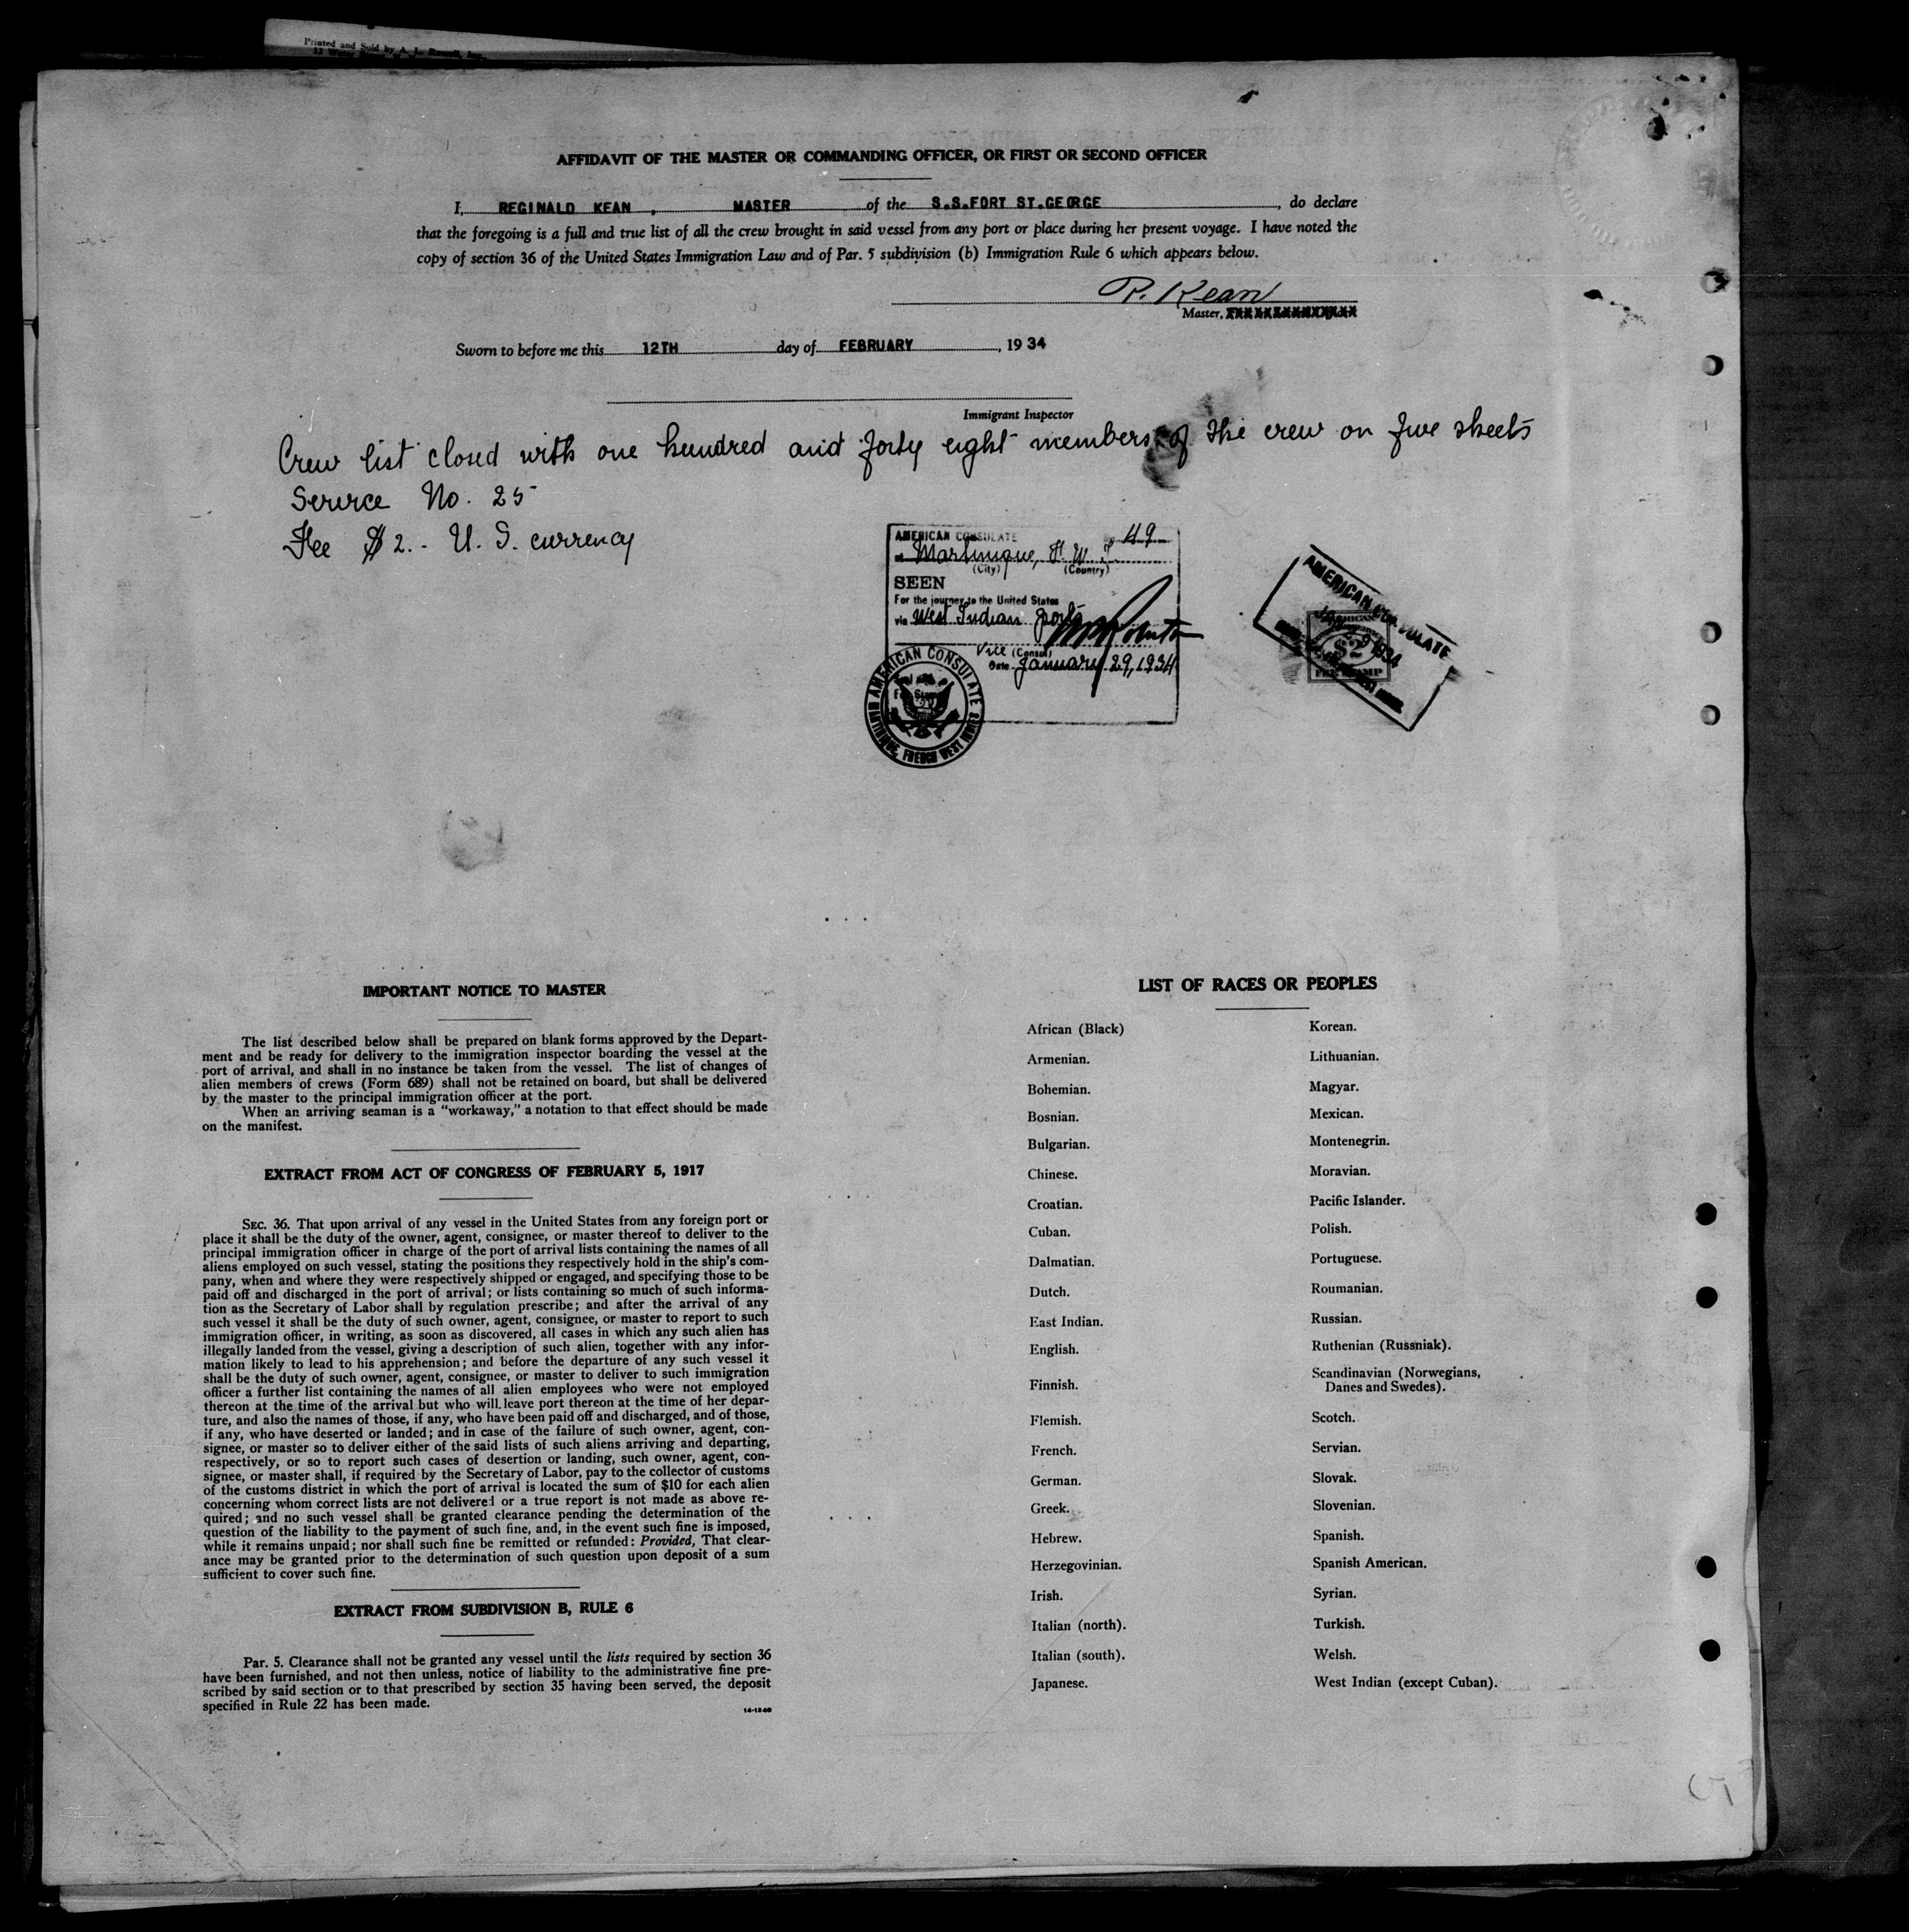 Printed and Sold by A. L.
AFFIDAVIT OF THE MASTER OR COMMANDING OFFICER, OR FIRST OR SECOND OFFICER
I, REGINALD KEAN , MASTER of the S.S.FORT ST.GEORGE , do declare
that the foregoing is a full and true list of all the crew brought in said vessel from any port or place during her present voyage. I have noted the
copy of section 36 of the United States Immigration Law and of Par. 5 subdivision (b) Immigration Rule 6 which appears below.
R. Kean
Master,
Sworn to before me this 12TH day of FEBRUARY , 19 34
Immigrant Inspector
Crew list closed with one hundred and forty eight members of the crew on five sheets
Service No. 25
Fee $2.- U. S. currency
AMERICAN CONSULATE 49
at Martinique, F. W. I.
(City) (Country)
SEEN
For the journey to the United States
via West Indian ports
Vice (Consul)
Date January 29, 1934
AMERICAN CONSULATE
MARTINIQUE, FRENCH WEST INDIES
AMERICAN CONSULATE
JAN 29 1934
AMERICAN
$2
FEE STAMP
IMPORTANT NOTICE TO MASTER
The list described below shall be prepared on blank forms approved by the Depart-
ment and be ready for delivery to the immigration inspector boarding the vessel at the
port of arrival, and shall in no instance be taken from the vessel. The list of changes of
alien members of crews (Form 689) shall not be retained on board, but shall be delivered
by the master to the principal immigration officer at the port.
When an arriving seaman is a "workaway," a notation to that effect should be made
on the manifest.
EXTRACT FROM ACT OF CONGRESS OF FEBRUARY 5, 1917
SEC. 36. That upon arrival of any vessel in the United States from any foreign port or
place it shall be the duty of the owner, agent, consignee, or master thereof to deliver to the
principal immigration officer in charge of the port of arrival lists containing the names of all
aliens employed on such vessel, stating the positions they respectively hold in the ship's com-
pany, when and where they were respectively shipped or engaged, and specifying those to be
paid off and discharged in the port of arrival; or lists containing so much of such informa-
tion as the Secretary of Labor shall by regulation prescribe; and after the arrival of any
such vessel it shall be the duty of such owner, agent, consignee, or master to report to such
immigration officer, in writing, as soon as discovered, all cases in which any such alien has
illegally landed from the vessel, giving a description of such alien, together with any infor-
mation likely to lead to his apprehension; and before the departure of any such vessel it
shall be the duty of such owner, agent, consignee, or master to deliver to such immigration
officer a further list containing the names of all alien employees who were not employed
thereon at the time of the arrival but who will leave port thereon at the time of her depar-
ture, and also the names of those, if any, who have been paid off and discharged, and of those,
if any, who have deserted or landed; and in case of the failure of such owner, agent, con-
signee, or master so to deliver either of the said lists of such aliens arriving and departing,
respectively, or so to report such cases of desertion or landing, such owner, agent, con-
signee, or master shall, if required by the Secretary of Labor, pay to the collector of customs
of the customs district in which the port of arrival is located the sum of $10 for each alien
concerning whom correct lists are not delivered or a true report is not made as above re-
quired; and no such vessel shall be granted clearance pending the determination of the
question of the liability to the payment of such fine, and, in the event such fine is imposed,
while it remains unpaid; nor shall such fine be remitted or refunded: Provided, That clear-
ance may be granted prior to the determination of such question upon deposit of a sum
sufficient to cover such fine.
EXTRACT FROM SUBDIVISION B, RULE 6
Par. 5. Clearance shall not be granted any vessel until the lists required by section 36
have been furnished, and not then unless, notice of liability to the administrative fine pre-
scribed by said section or to that prescribed by section 35 having been served, the deposit
specified in Rule 22 has been made.
14-1240
LIST OF RACES OR PEOPLES
African (Black)
Armenian.
Bohemian.
Bosnian.
Bulgarian.
Chinese.
Croatian.
Cuban.
Dalmatian.
Dutch.
East Indian.
English.
Finnish.
Flemish.
French.
German.
Greek.
Hebrew.
Herzegovinian.
Irish.
Italian (north).
Italian (south).
Japanese.
Korean.
Lithuanian.
Magyar.
Mexican.
Montenegrin.
Moravian.
Pacific Islander.
Polish.
Portuguese.
Roumanian.
Russian.
Ruthenian (Russniak).
Scandinavian (Norwegians,
Danes and Swedes).
Scotch.
Servian.
Slovak.
Slovenian.
Spanish.
Spanish American.
Syrian.
Turkish.
Welsh.
West Indian (except Cuban).